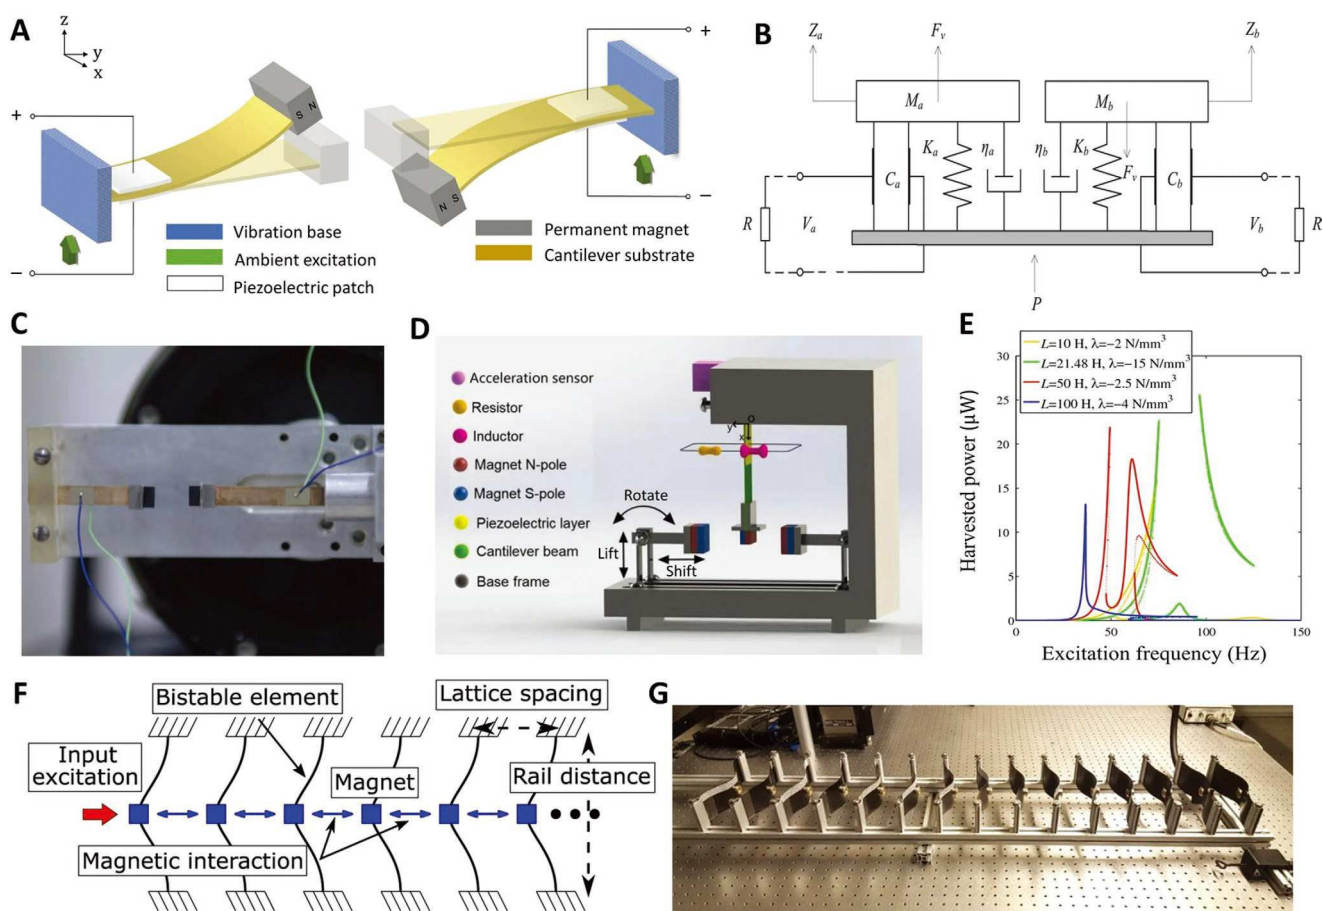 A
z
y
x
+
−
S N
N S
+
−
Vibration base
Ambient excitation
Piezoelectric patch
Permanent magnet
Cantilever substrate
B
Z_a
F_v
Z_b
M_a
M_b
K_a
η_a
η_b
K_b
C_a
F_v
C_b
R
V_a
V_b
R
P
C
D
Acceleration sensor
Resistor
Inductor
Magnet N-pole
Magnet S-pole
Piezoelectric layer
Cantilever beam
Base frame
Rotate
Lift
Shift
O
y
x
E
L=10 H, λ=−2 N/mm³
L=21.48 H, λ=−15 N/mm³
L=50 H, λ=−2.5 N/mm³
L=100 H, λ=−4 N/mm³
Harvested power (μW)
30
25
20
15
10
5
0
0 50 100 150
Excitation frequency (Hz)
F
Bistable element
Lattice spacing
Input
excitation
Magnet
Rail distance
Magnetic interaction
G